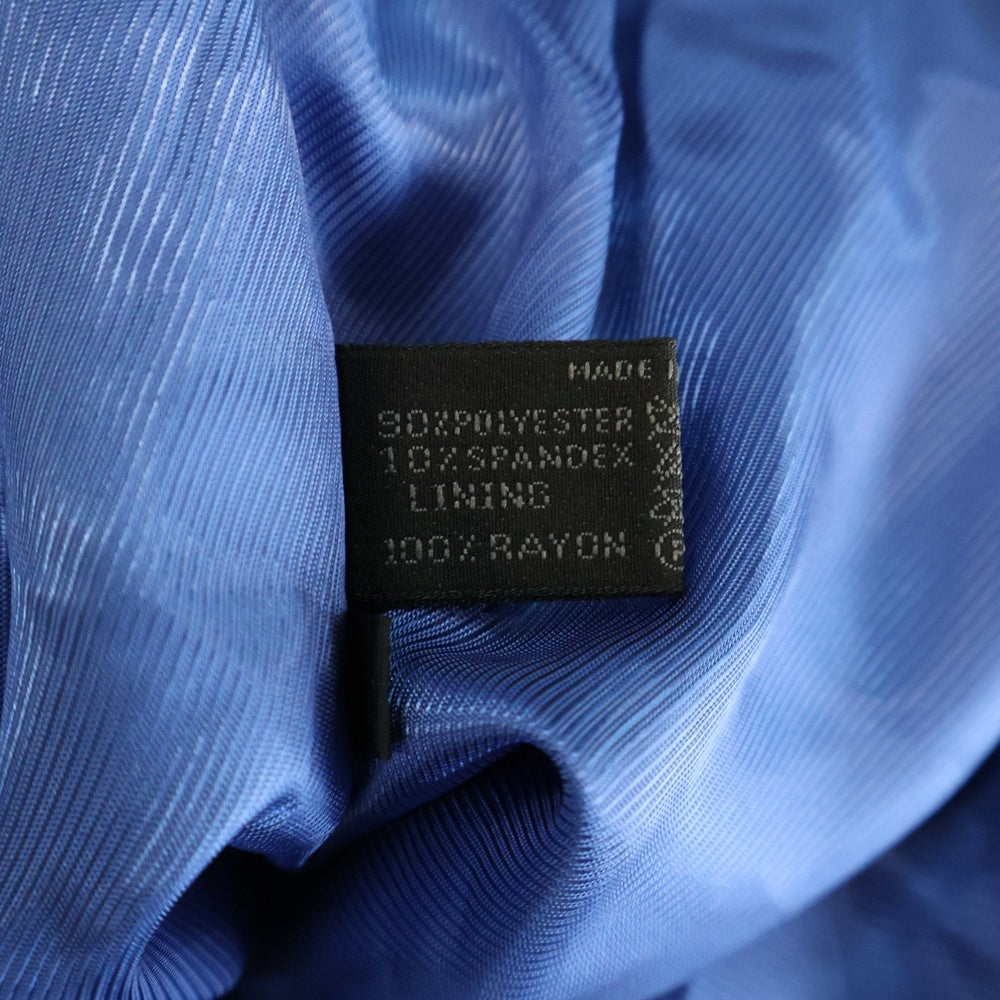 MADE I
90%POLYESTER
10%SPANDEX
LINING
100%RAYON
P